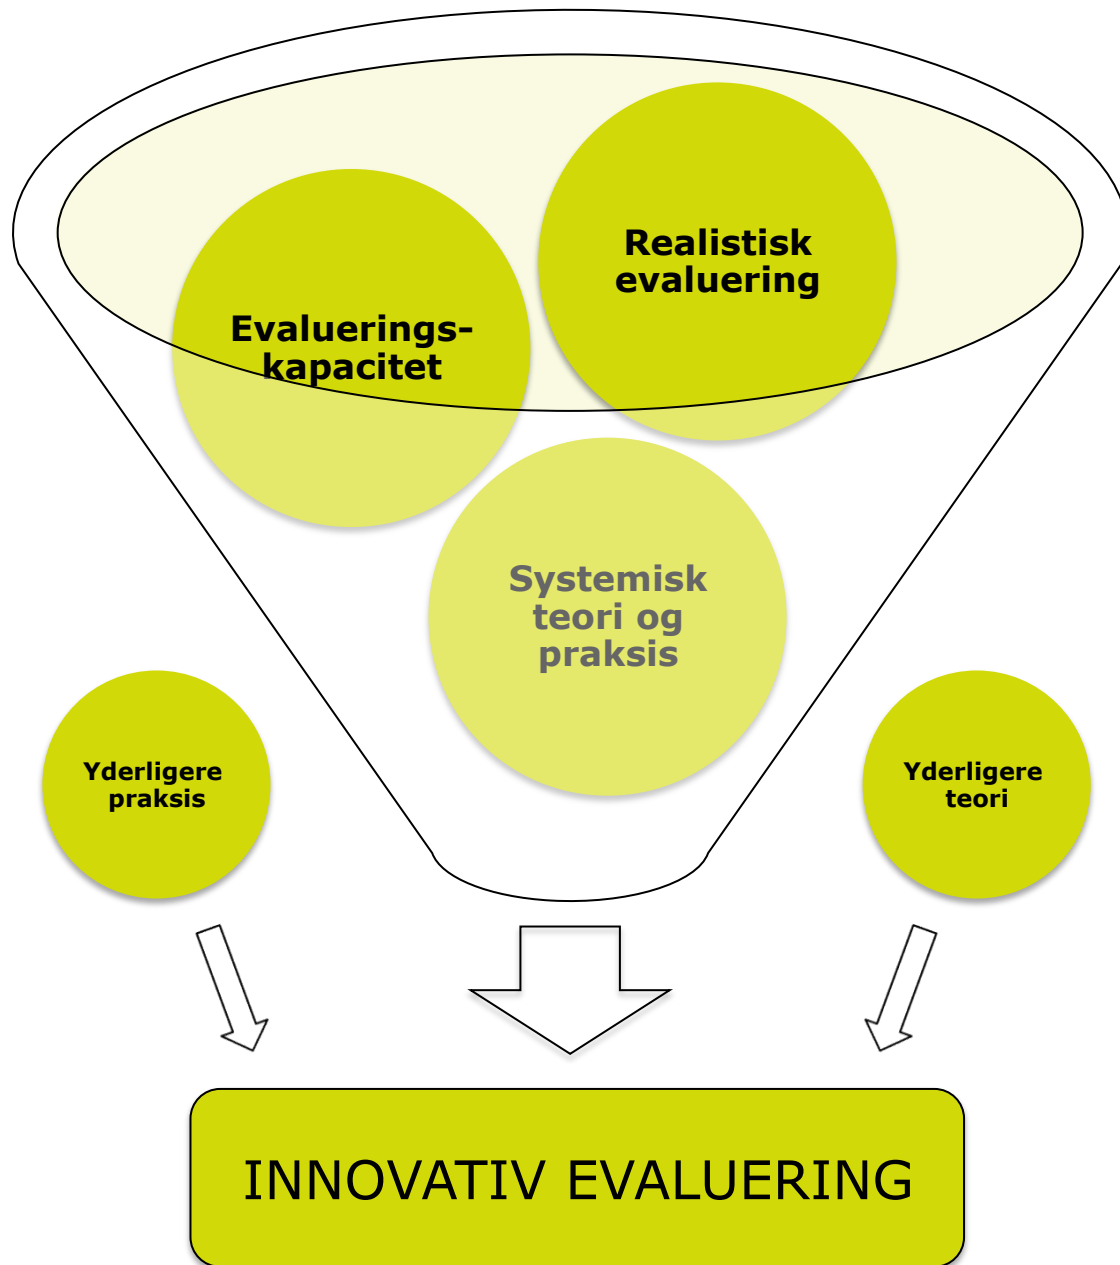 Realistisk
evaluering
Evaluerings-
kapacitet
Systemisk
teori og
praksis
Yderligere
praksis
Yderligere
teori
INNOVATIV EVALUERING